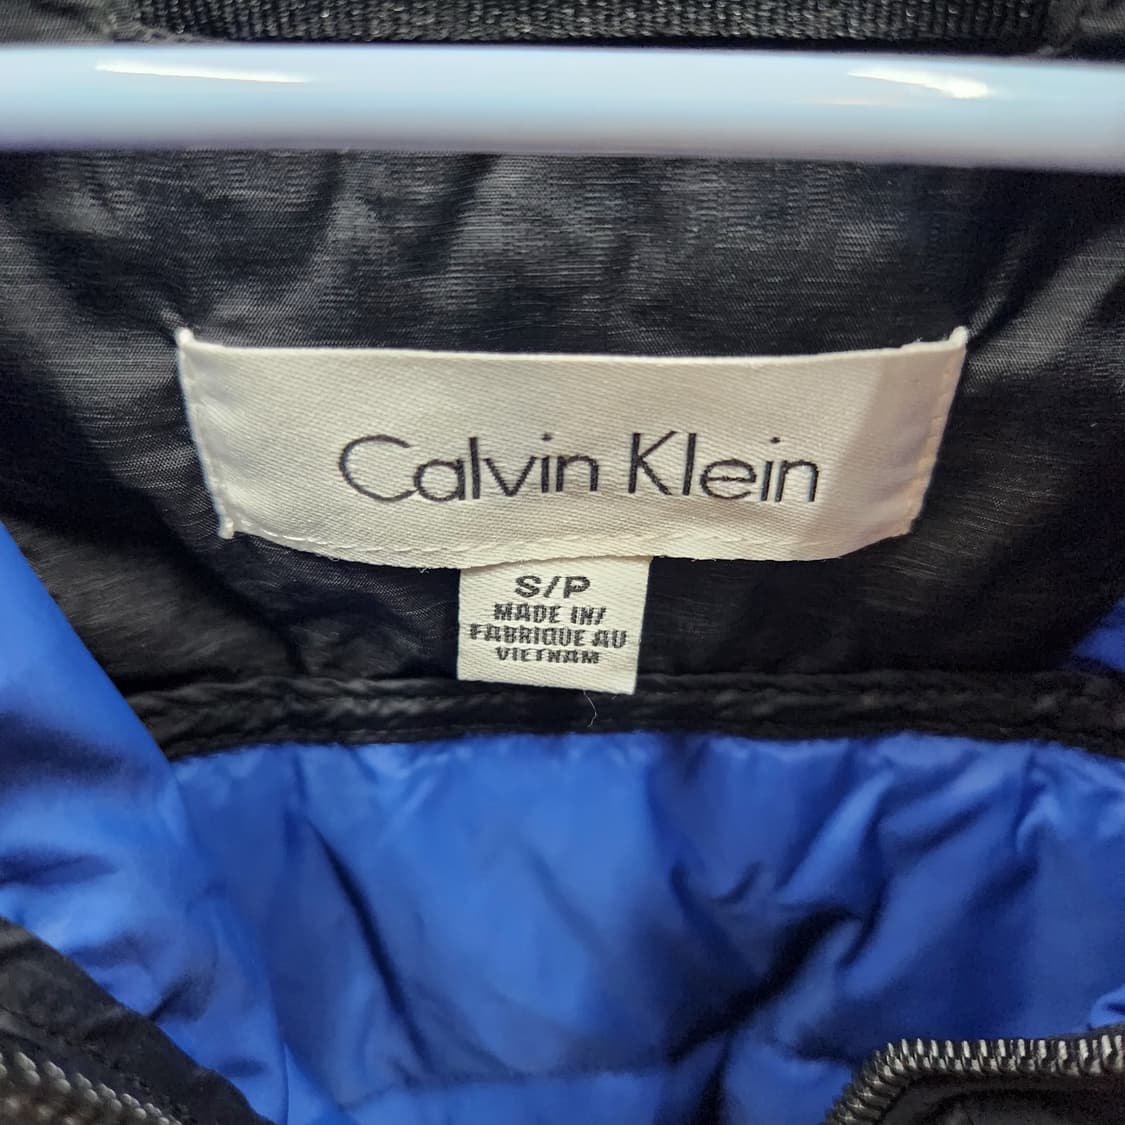 Calvin Klein
S/P
MADE IN/
FABRIQUE AU
VIETNAM